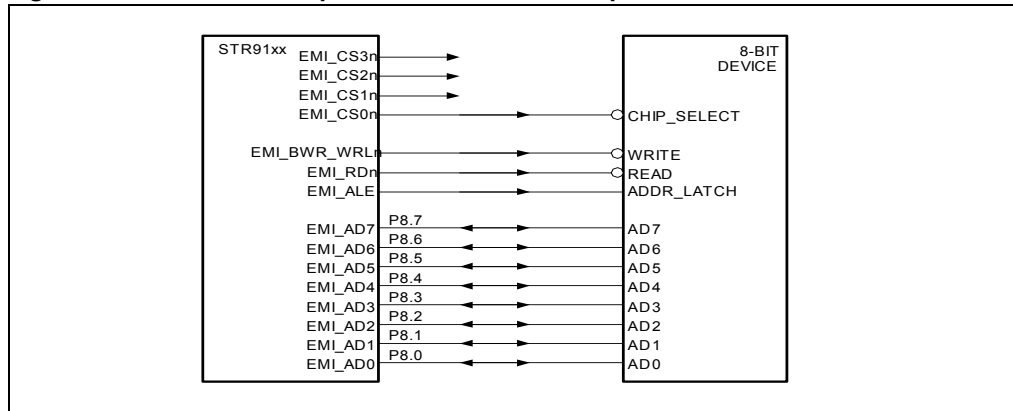 STR91xx
8-BIT
DEVICE
EMI_CS3n
EMI_CS2n
EMI_CS1n
EMI_CS0n
CHIP_SELECT
EMI_BWR_WRLn
WRITE
EMI_RDn
READ
EMI_ALE
ADDR_LATCH
EMI_AD7 P8.7 AD7
EMI_AD6 P8.6 AD6
EMI_AD5 P8.5 AD5
EMI_AD4 P8.4 AD4
EMI_AD3 P8.3 AD3
EMI_AD2 P8.2 AD2
EMI_AD1 P8.1 AD1
EMI_AD0 P8.0 AD0